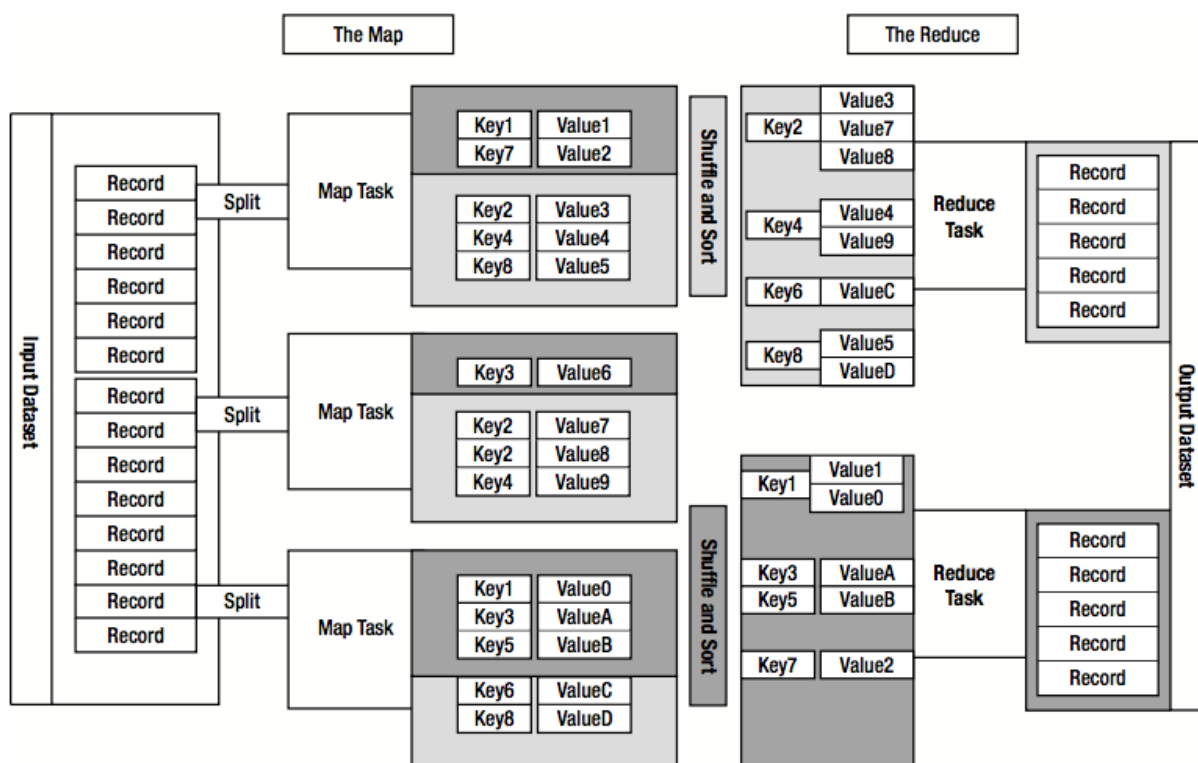 The Map
The Reduce
Input Dataset
Record
Record
Record
Record
Record
Record
Record
Record
Record
Record
Record
Record
Record
Record
Split
Split
Split
Map Task
Key1 Value1
Key7 Value2
Key2 Value3
Key4 Value4
Key8 Value5
Map Task
Key3 Value6
Key2 Value7
Key2 Value8
Key4 Value9
Map Task
Key1 Value0
Key3 ValueA
Key5 ValueB
Key6 ValueC
Key8 ValueD
Shuffle and Sort
Shuffle and Sort
Key2
Value3
Value7
Value8
Key4
Value4
Value9
Key6 ValueC
Key8
Value5
ValueD
Reduce
Task
Record
Record
Record
Record
Record
Key1
Value1
Value0
Key3 ValueA
Key5 ValueB
Key7 Value2
Reduce
Task
Record
Record
Record
Record
Record
Output Dataset